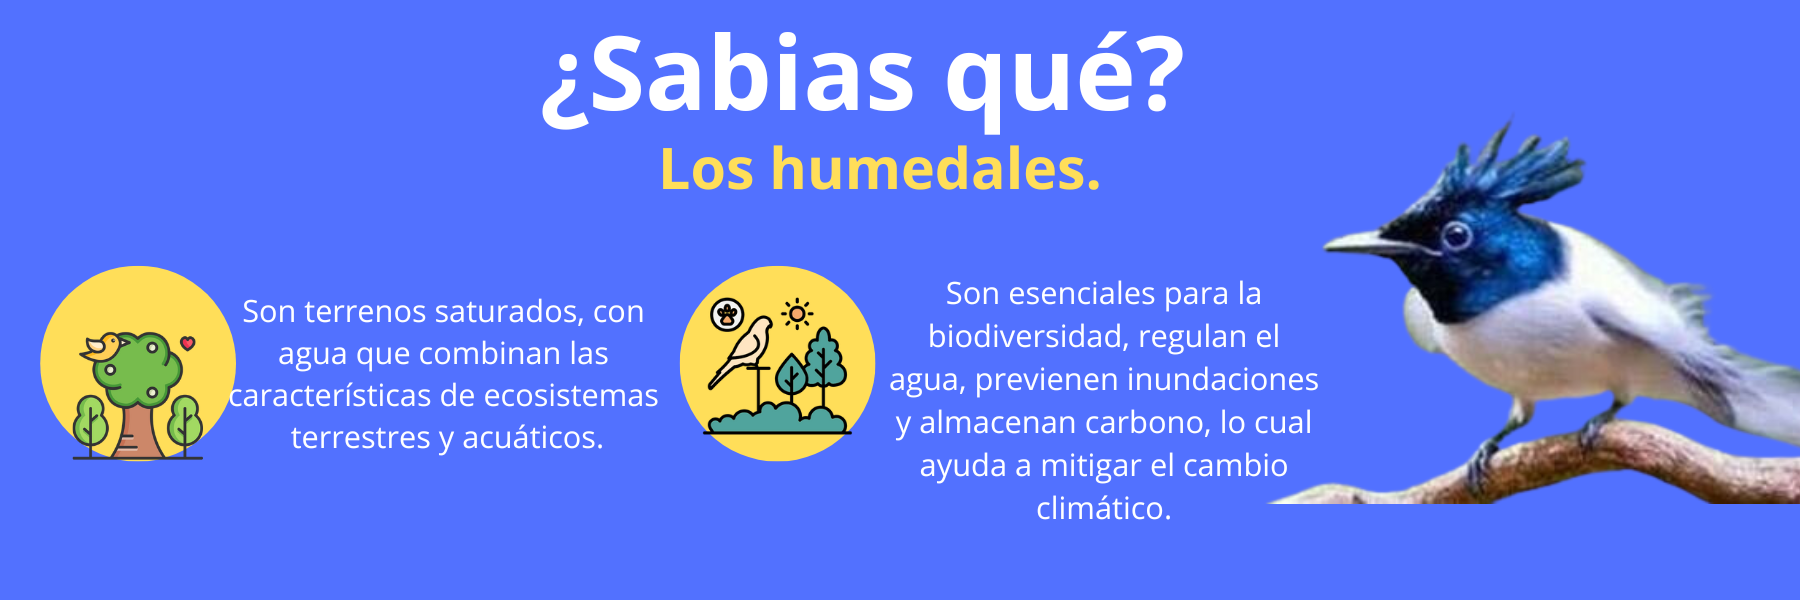 ¿Sabias qué?
Los humedales.
Son terrenos saturados, con
agua que combinan las
características de ecosistemas
terrestres y acuáticos.
Son esenciales para la
biodiversidad, regulan el
agua, previenen inundaciones
y almacenan carbono, lo cual
ayuda a mitigar el cambio
climático.